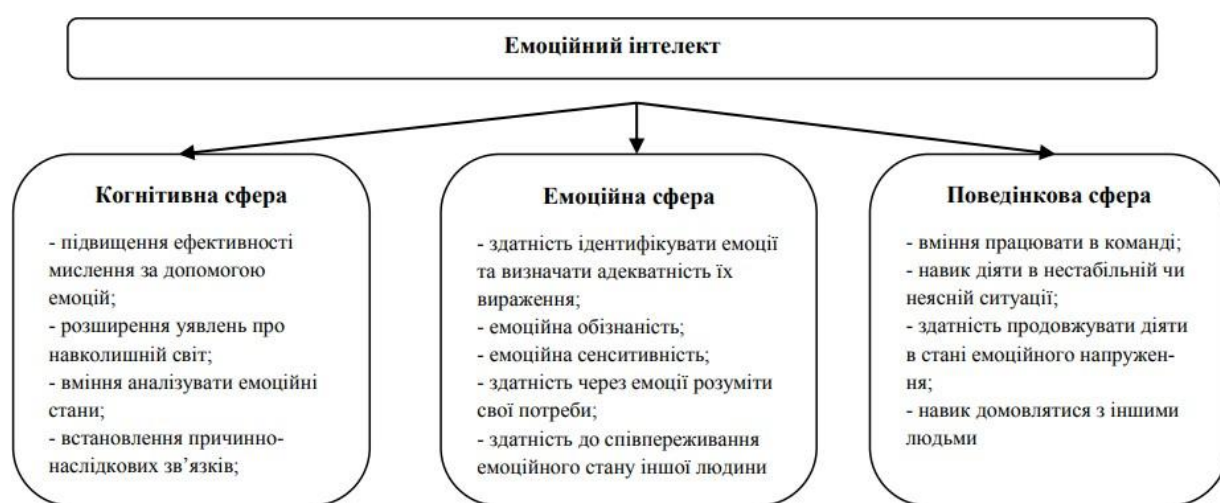 Емоційний інтелект
Когнітивна сфера
- підвищення ефективності
мислення за допомогою
емоцій;
- розширення уявлень про
навколишній світ;
- вміння аналізувати емоційні
стани;
- встановлення причинно-
наслідкових зв’язків;
Емоційна сфера
- здатність ідентифікувати емоції
та визначати адекватність їх
вираження;
- емоційна обізнаність;
- емоційна сенситивність;
- здатність через емоції розуміти
свої потреби;
- здатність до співпереживання
емоційного стану іншої людини
Поведінкова сфера
- вміння працювати в команді;
- навик діяти в нестабільній чи
неясній ситуації;
- здатність продовжувати діяти
в стані емоційного напружен-
ня;
- навик домовлятися з іншими
людьми